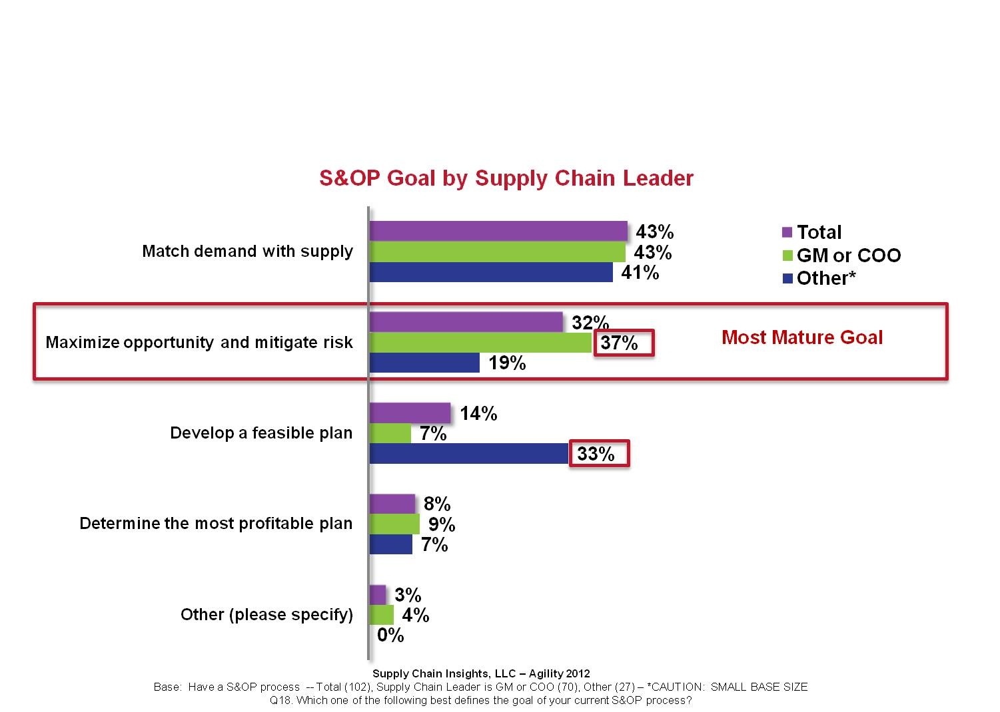 S&OP Goal by Supply Chain Leader
Total
GM or COO
Other*
Match demand with supply
43%
43%
41%
Maximize opportunity and mitigate risk
32%
37%
19%
Most Mature Goal
Develop a feasible plan
14%
7%
33%
Determine the most profitable plan
8%
9%
7%
Other (please specify)
3%
4%
0%
Supply Chain Insights, LLC – Agility 2012
Base: Have a S&OP process -- Total (102), Supply Chain Leader is GM or COO (70), Other (27) – *CAUTION: SMALL BASE SIZE
Q18. Which one of the following best defines the goal of your current S&OP process?